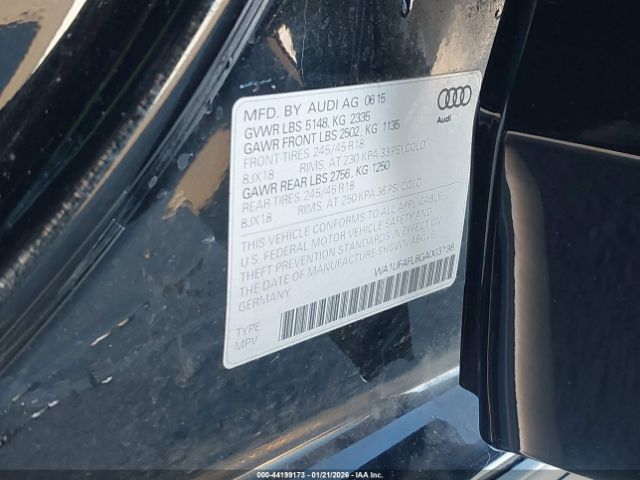 MFD. BY AUDI AG 06 15
GVWR LBS 5148, KG 2335
GAWR FRONT LBS 2502, KG 1135
FRONT-TIRES 245/45 R18
8JX18 RIMS, AT 230 KPA 33 PSI COLD
GAWR REAR LBS 2756, KG 1250
REAR-TIRES 245/45 R18
8JX18 RIMS, AT 250 KPA 36 PSI COLD
Audi
THIS VEHICLE CONFORMS TO ALL APPLICABLE
U.S. FEDERAL MOTOR VEHICLE SAFETY AND
THEFT PREVENTION STANDARDS IN EFFECT ON THE
DATE OF MANUFACTURE SHOWN ABOVE.
GERMANY
WA1UFAFL9GA003198
TYPE
MPV
000-44199173 - 01/21/2026 - IAA Inc.